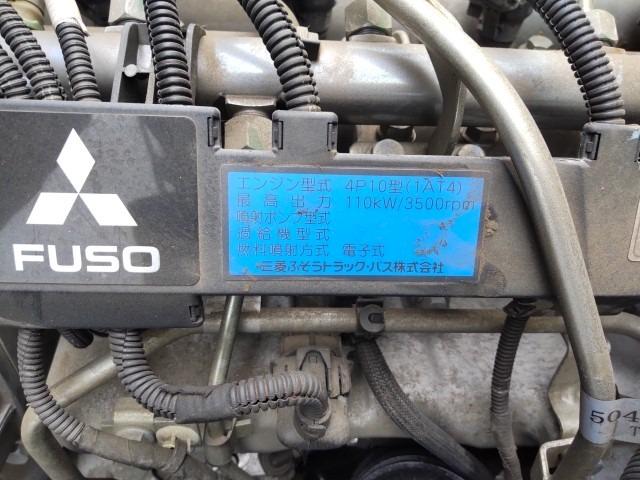 FUSO
エンジン型式 4P10型(1AT4)
最高出力 110kW/3500rpm
噴射ポンプ型式
過給機型式
燃料噴射方式 電子式
三菱ふそうトラック・バス株式会社
504
T